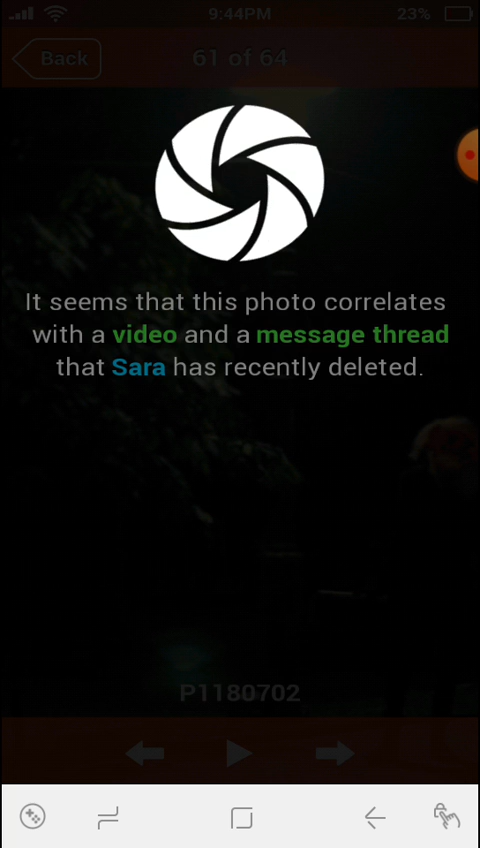 9:44PM
23%
Back
61 of 64
It seems that this photo correlates
with a video and a message thread
that Sara has recently deleted.
P1180702